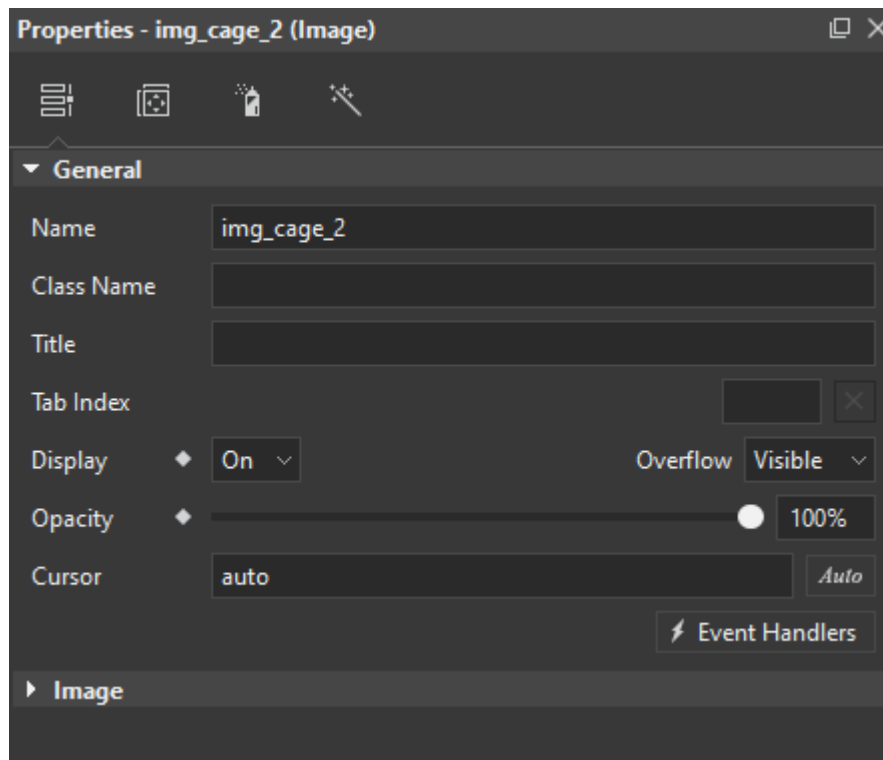 Properties - img_cage_2 (Image)
General
Name img_cage_2
Class Name
Title
Tab Index
Display On Overflow Visible
Opacity 100%
Cursor auto Auto
Event Handlers
Image